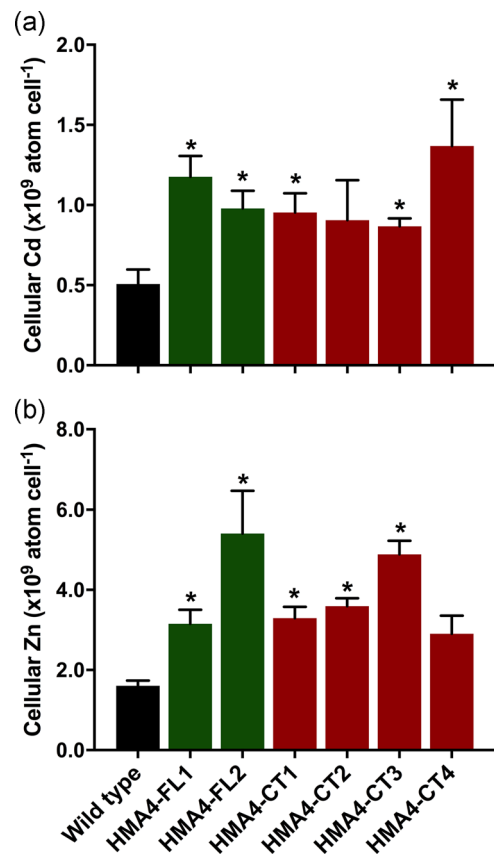 (a)
Cellular Cd (x10⁹ atom cell⁻¹)
2.0
1.5
1.0
0.5
0.0
*
*
*
*
*
(b)
Cellular Zn (x10⁹ atom cell⁻¹)
8.0
6.0
4.0
2.0
0.0
*
*
*
*
*
Wild type
HMA4-FL1
HMA4-FL2
HMA4-CT1
HMA4-CT2
HMA4-CT3
HMA4-CT4